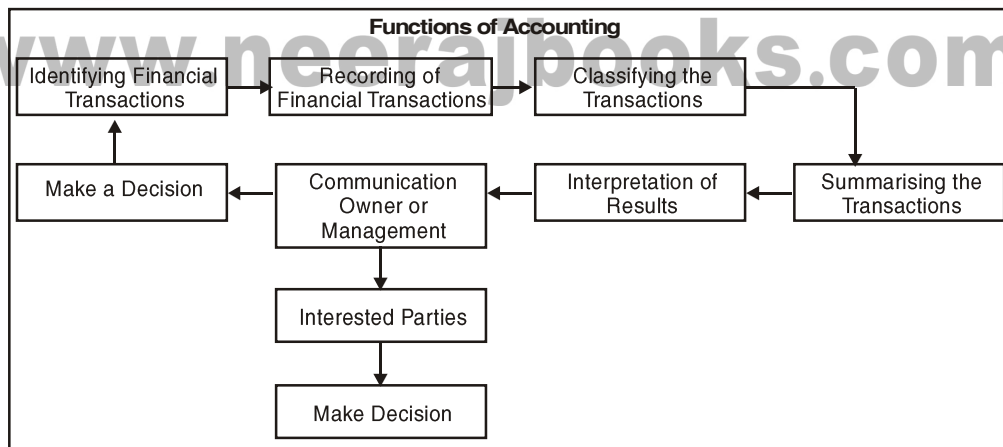 Functions of Accounting
www.neerajbooks.com
Identifying Financial
Transactions
Recording of
Financial Transactions
Classifying the
Transactions
Summarising the
Transactions
Interpretation of
Results
Communication
Owner or
Management
Make a Decision
Interested Parties
Make Decision